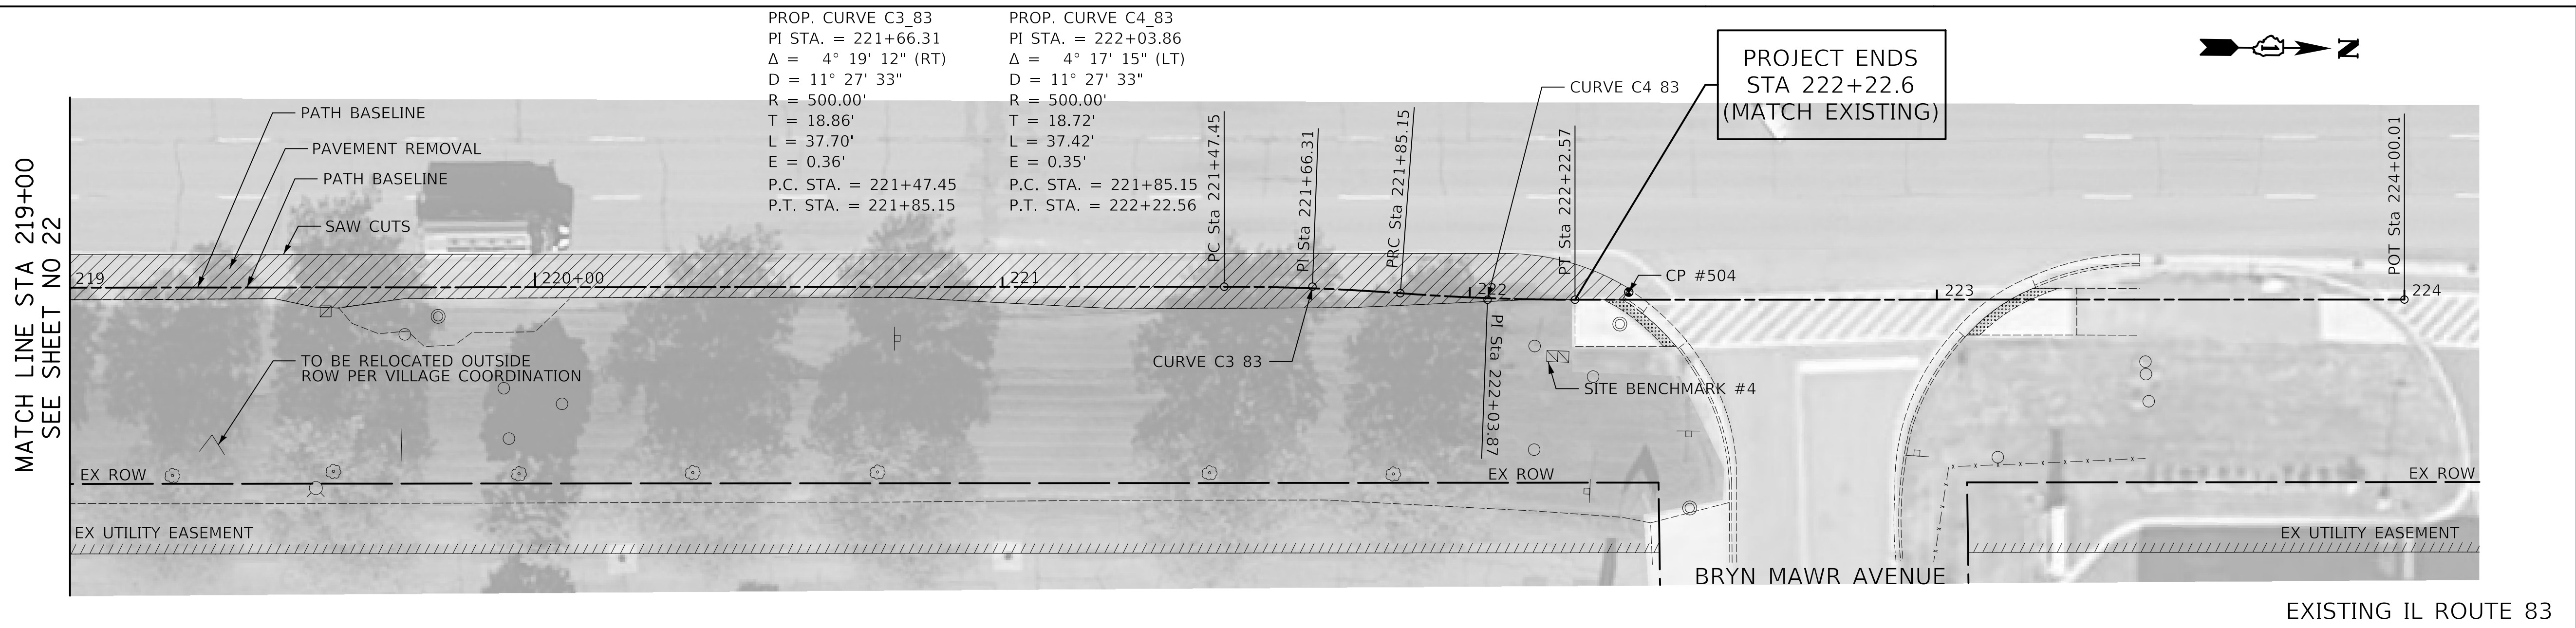 PROP. CURVE C3_83
PI STA. = 221+66.31
Δ = 4° 19' 12" (RT)
D = 11° 27' 33"
R = 500.00'
T = 18.86'
L = 37.70'
E = 0.36'
P.C. STA. = 221+47.45
P.T. STA. = 221+85.15
PROP. CURVE C4_83
PI STA. = 222+03.86
Δ = 4° 17' 15" (LT)
D = 11° 27' 33"
R = 500.00'
T = 18.72'
L = 37.42'
E = 0.35'
P.C. STA. = 221+85.15
P.T. STA. = 222+22.56
PROJECT ENDS
STA 222+22.6
(MATCH EXISTING)
N
1
CURVE C4 83
PATH BASELINE
PAVEMENT REMOVAL
PATH BASELINE
SAW CUTS
MATCH LINE STA 219+00
SEE SHEET NO 22
PC Sta 221+47.45
PI Sta 221+66.31
PRC Sta 221+85.15
PT Sta 222+22.57
POT Sta 224+00.01
CP #504
219
220+00
221
222
223
224
PI Sta 222+03.87
CURVE C3 83
TO BE RELOCATED OUTSIDE
ROW PER VILLAGE COORDINATION
SITE BENCHMARK #4
EX ROW
EX ROW
EX ROW
EX UTILITY EASEMENT
EX UTILITY EASEMENT
BRYN MAWR AVENUE
EXISTING IL ROUTE 83